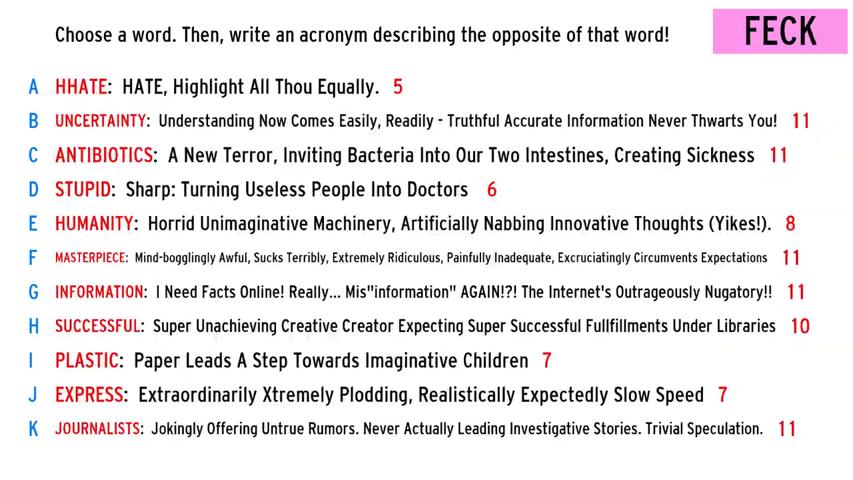 Choose a word. Then, write an acronym describing the opposite of that word!
FECK
A HHATE: HATE, Highlight All Thou Equally. 5
B UNCERTAINTY: Understanding Now Comes Easily, Readily - Truthful Accurate Information Never Thwarts You! 11
C ANTIBIOTICS: A New Terror, Inviting Bacteria Into Our Two Intestines, Creating Sickness 11
D STUPID: Sharp: Turning Useless People Into Doctors 6
E HUMANITY: Horrid Unimaginative Machinery, Artificially Nabbing Innovative Thoughts (Yikes!). 8
F MASTERPIECE: Mind-bogglingly Awful, Sucks Terribly, Extremely Ridiculous, Painfully Inadequate, Excruciatingly Circumvents Expectations 11
G INFORMATION: I Need Facts Online! Really... Mis"information" AGAIN!?! The Internet's Outrageously Nugatory!! 11
H SUCCESSFUL: Super Unachieving Creative Creator Expecting Super Successful Fullfillments Under Libraries 10
I PLASTIC: Paper Leads A Step Towards Imaginative Children 7
J EXPRESS: Extraordinarily Xtremely Plodding, Realistically Expectedly Slow Speed 7
K JOURNALISTS: Jokingly Offering Untrue Rumors. Never Actually Leading Investigative Stories. Trivial Speculation. 11